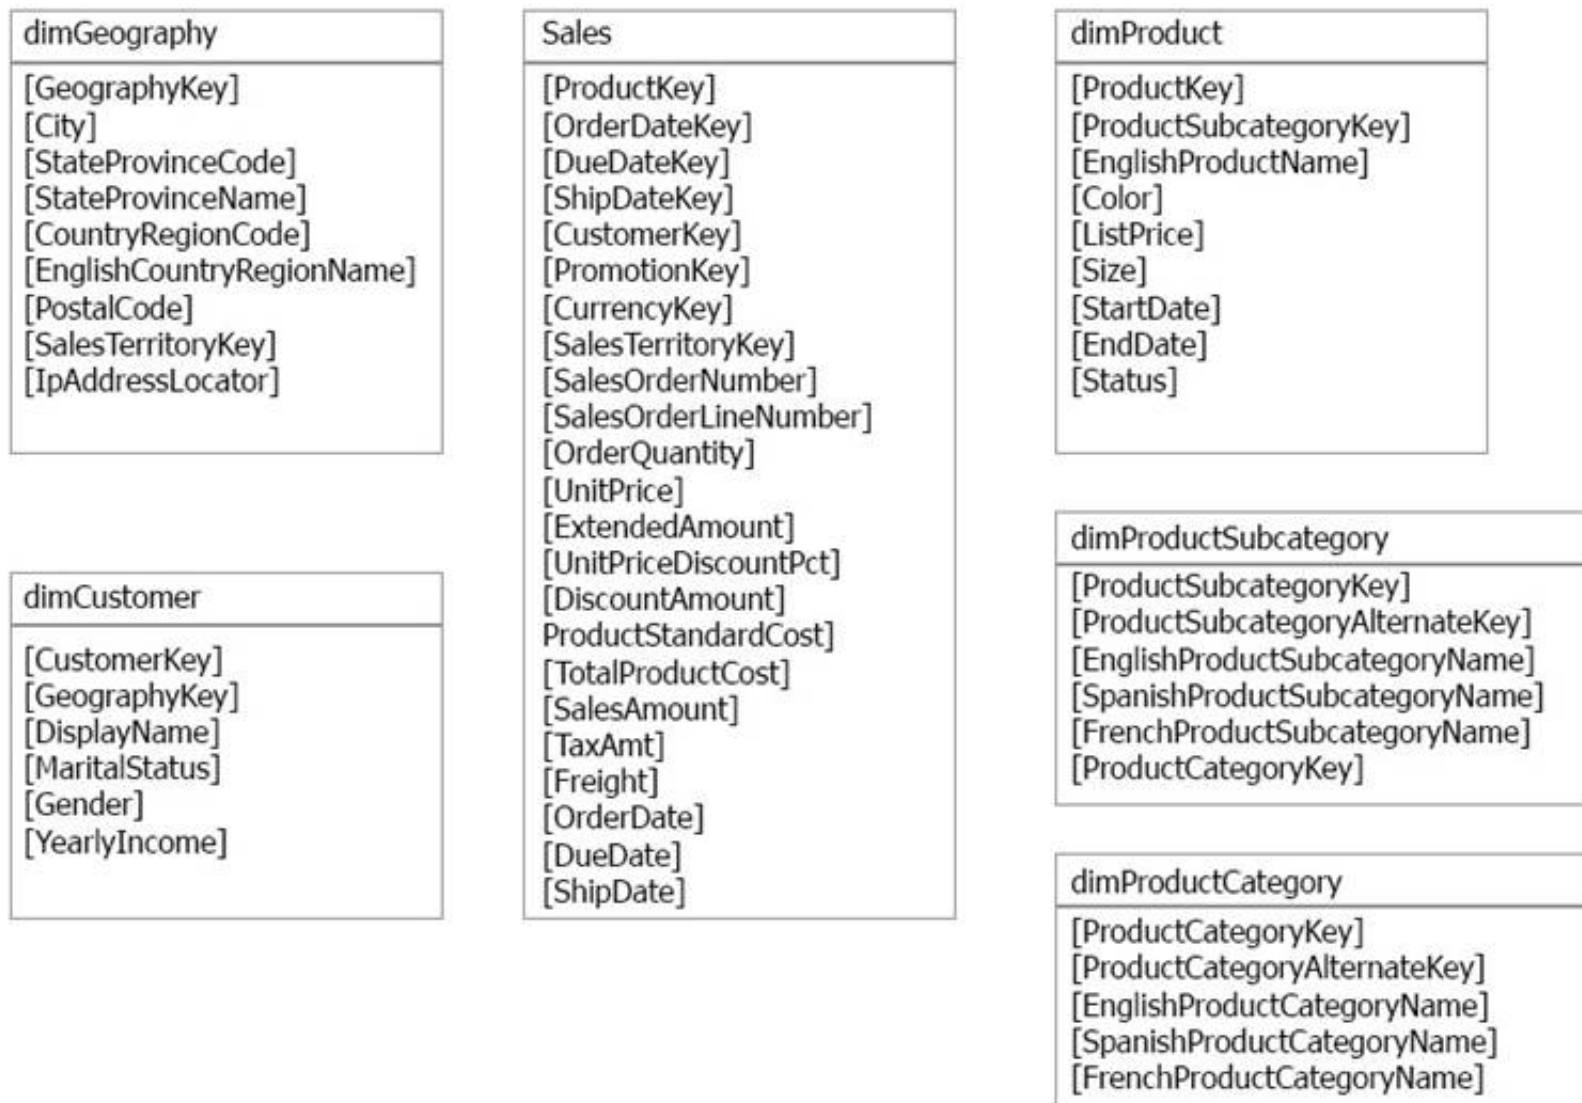 dimGeography
[GeographyKey]
[City]
[StateProvinceCode]
[StateProvinceName]
[CountryRegionCode]
[EnglishCountryRegionName]
[PostalCode]
[SalesTerritoryKey]
[IpAddressLocator]
dimCustomer
[CustomerKey]
[GeographyKey]
[DisplayName]
[MaritalStatus]
[Gender]
[YearlyIncome]
Sales
[ProductKey]
[OrderDateKey]
[DueDateKey]
[ShipDateKey]
[CustomerKey]
[PromotionKey]
[CurrencyKey]
[SalesTerritoryKey]
[SalesOrderNumber]
[SalesOrderLineNumber]
[OrderQuantity]
[UnitPrice]
[ExtendedAmount]
[UnitPriceDiscountPct]
[DiscountAmount]
ProductStandardCost]
[TotalProductCost]
[SalesAmount]
[TaxAmt]
[Freight]
[OrderDate]
[DueDate]
[ShipDate]
dimProduct
[ProductKey]
[ProductSubcategoryKey]
[EnglishProductName]
[Color]
[ListPrice]
[Size]
[StartDate]
[EndDate]
[Status]
dimProductSubcategory
[ProductSubcategoryKey]
[ProductSubcategoryAlternateKey]
[EnglishProductSubcategoryName]
[SpanishProductSubcategoryName]
[FrenchProductSubcategoryName]
[ProductCategoryKey]
dimProductCategory
[ProductCategoryKey]
[ProductCategoryAlternateKey]
[EnglishProductCategoryName]
[SpanishProductCategoryName]
[FrenchProductCategoryName]